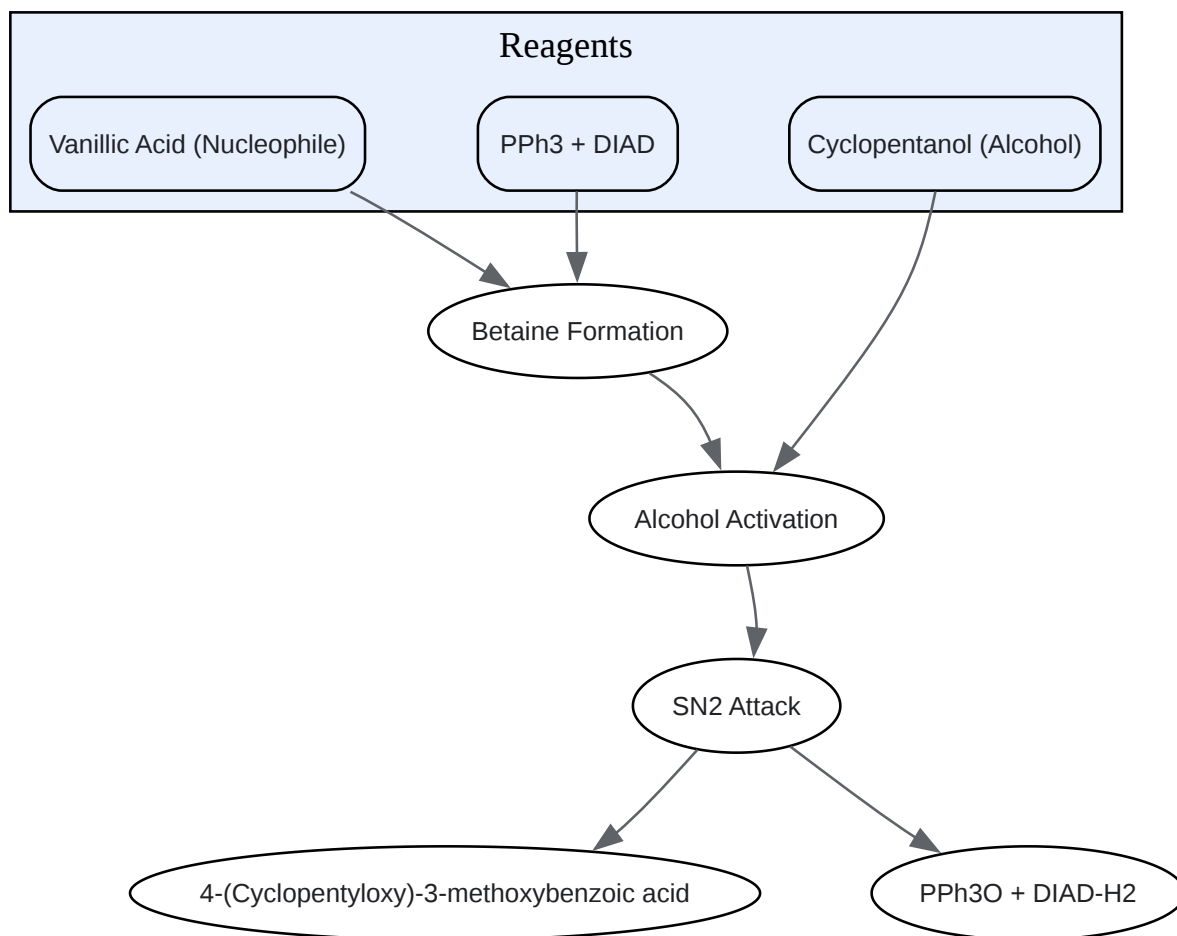 Reagents
Vanillic Acid (Nucleophile)
PPh3 + DIAD
Cyclopentanol (Alcohol)
Betaine Formation
Alcohol Activation
SN2 Attack
4-(Cyclopentyloxy)-3-methoxybenzoic acid
PPh3O + DIAD-H2